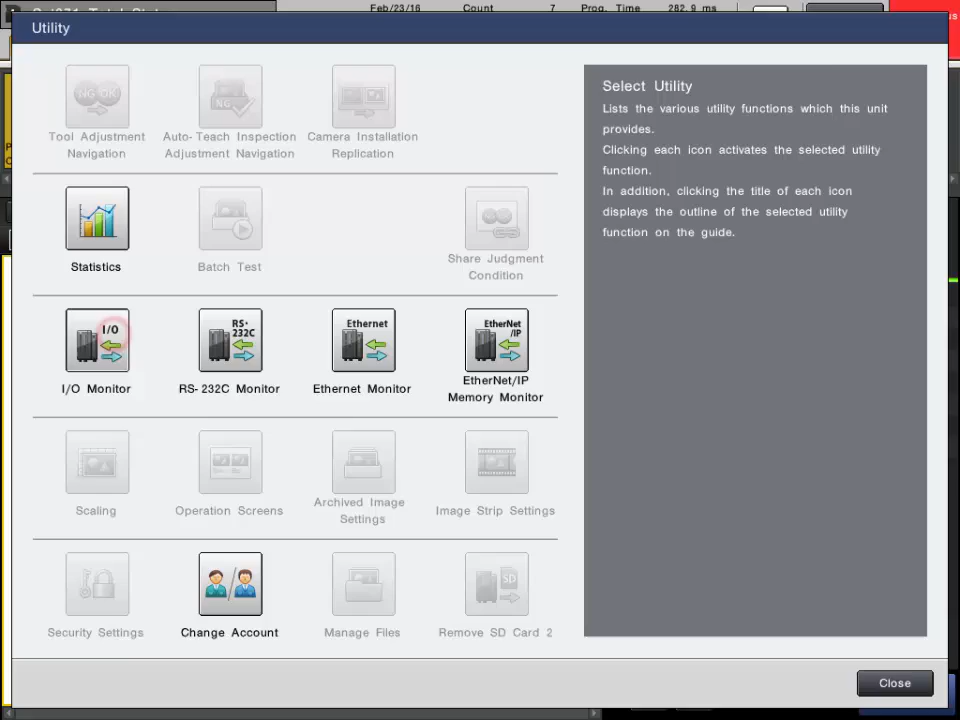 Feb/23/16 Count 7 Prog. Time 282.9 ms
Utility
NG OK
NG
Tool Adjustment
Navigation
Auto-Teach Inspection
Adjustment Navigation
Camera Installation
Replication
Statistics
Batch Test
Share Judgment
Condition
I/O
RS-
232C
Ethernet
EtherNet
/IP
I/O Monitor
RS-232C Monitor
Ethernet Monitor
EtherNet/IP
Memory Monitor
Scaling
Operation Screens
Archived Image
Settings
Image Strip Settings
SD
Security Settings
Change Account
Manage Files
Remove SD Card 2
Select Utility
Lists the various utility functions which this unit
provides.
Clicking each icon activates the selected utility
function.
In addition, clicking the title of each icon
displays the outline of the selected utility
function on the guide.
Close